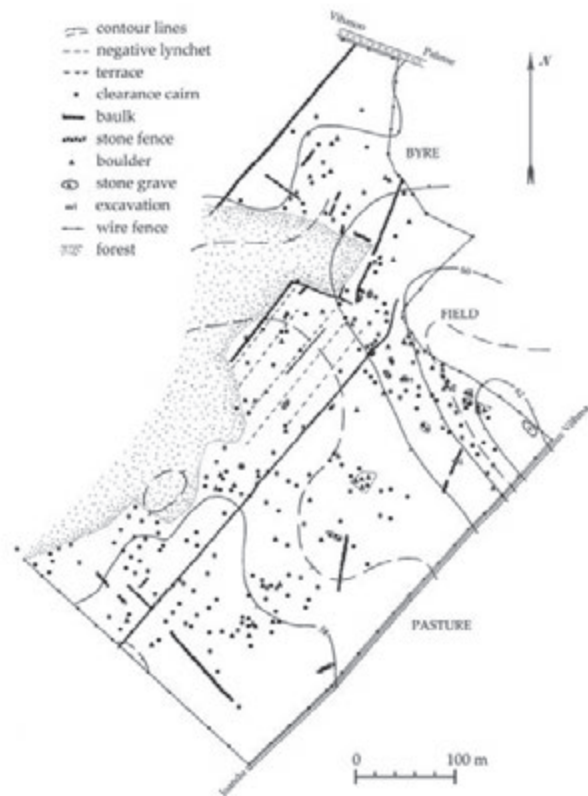 contour lines
negative lynchet
terrace
clearance cairn
baulk
stone fence
boulder
stone grave
excavation
wire fence
forest
Palmse
N
BYRE
FIELD
PASTURE
0 100 m